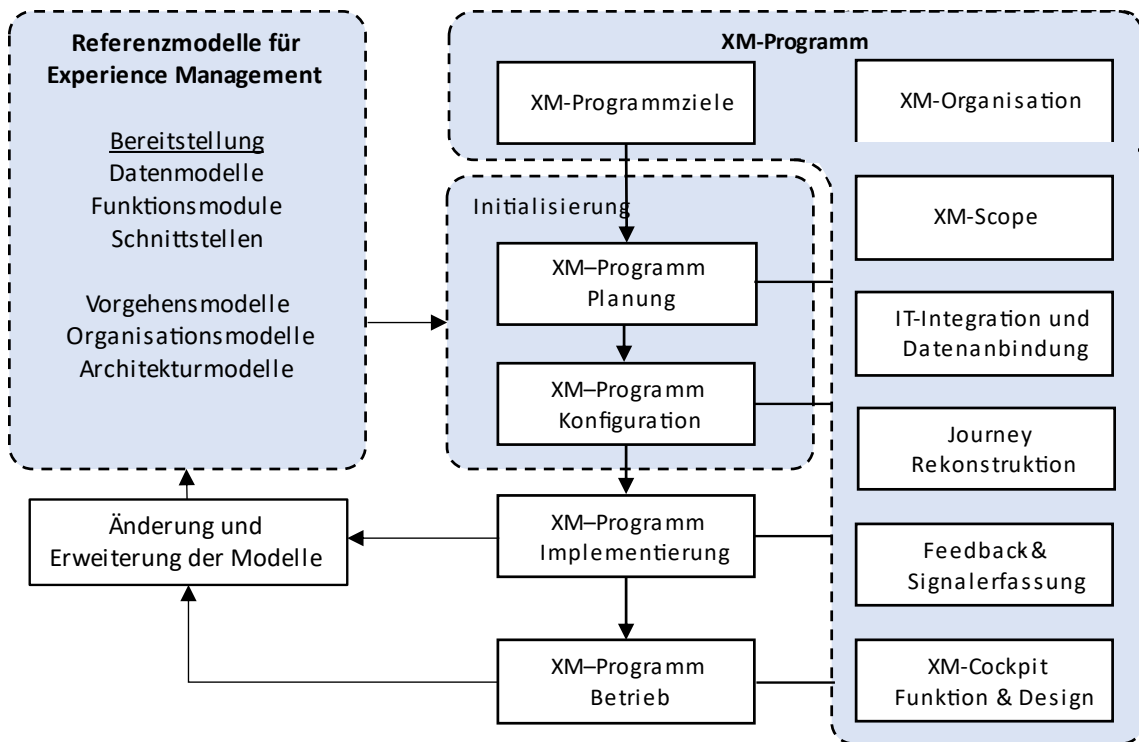 Referenzmodelle für
Experience Management
Bereitstellung
Datenmodelle
Funktionsmodule
Schnittstellen
Vorgehensmodelle
Organisationsmodelle
Architekturmodelle
Änderung und
Erweiterung der Modelle
XM-Programm
XM-Programmziele
Initialisierung
XM–Programm
Planung
XM–Programm
Konfiguration
XM–Programm
Implementierung
XM–Programm
Betrieb
XM-Organisation
XM-Scope
IT-Integration und
Datenanbindung
Journey
Rekonstruktion
Feedback&
Signalerfassung
XM-Cockpit
Funktion & Design